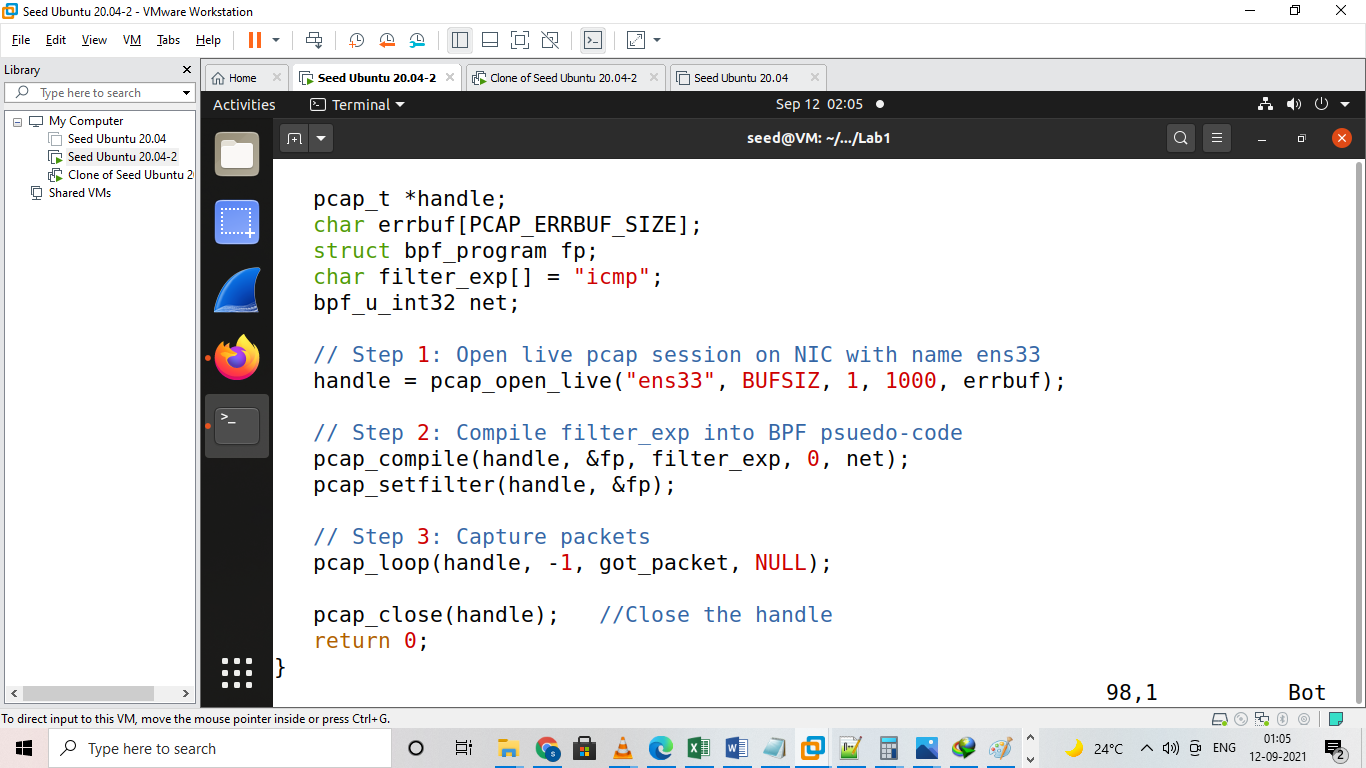 Seed Ubuntu 20.04-2 - VMware Workstation
File Edit View VM Tabs Help
Library
Type here to search
My Computer
Seed Ubuntu 20.04
Seed Ubuntu 20.04-2
Clone of Seed Ubuntu 2
Shared VMs
Home
Seed Ubuntu 20.04-2
Clone of Seed Ubuntu 20.04-2
Seed Ubuntu 20.04
Activities Terminal Sep 12 02:05
seed@VM: ~/.../Lab1
pcap_t *handle;
char errbuf[PCAP_ERRBUF_SIZE];
struct bpf_program fp;
char filter_exp[] = "icmp";
bpf_u_int32 net;
// Step 1: Open live pcap session on NIC with name ens33
handle = pcap_open_live("ens33", BUFSIZ, 1, 1000, errbuf);
// Step 2: Compile filter_exp into BPF psuedo-code
pcap_compile(handle, &fp, filter_exp, 0, net);
pcap_setfilter(handle, &fp);
// Step 3: Capture packets
pcap_loop(handle, -1, got_packet, NULL);
pcap_close(handle);   //Close the handle
return 0;
}
98,1 Bot
To direct input to this VM, move the mouse pointer inside or press Ctrl+G.
Type here to search
24°C
ENG
01:05
12-09-2021
2